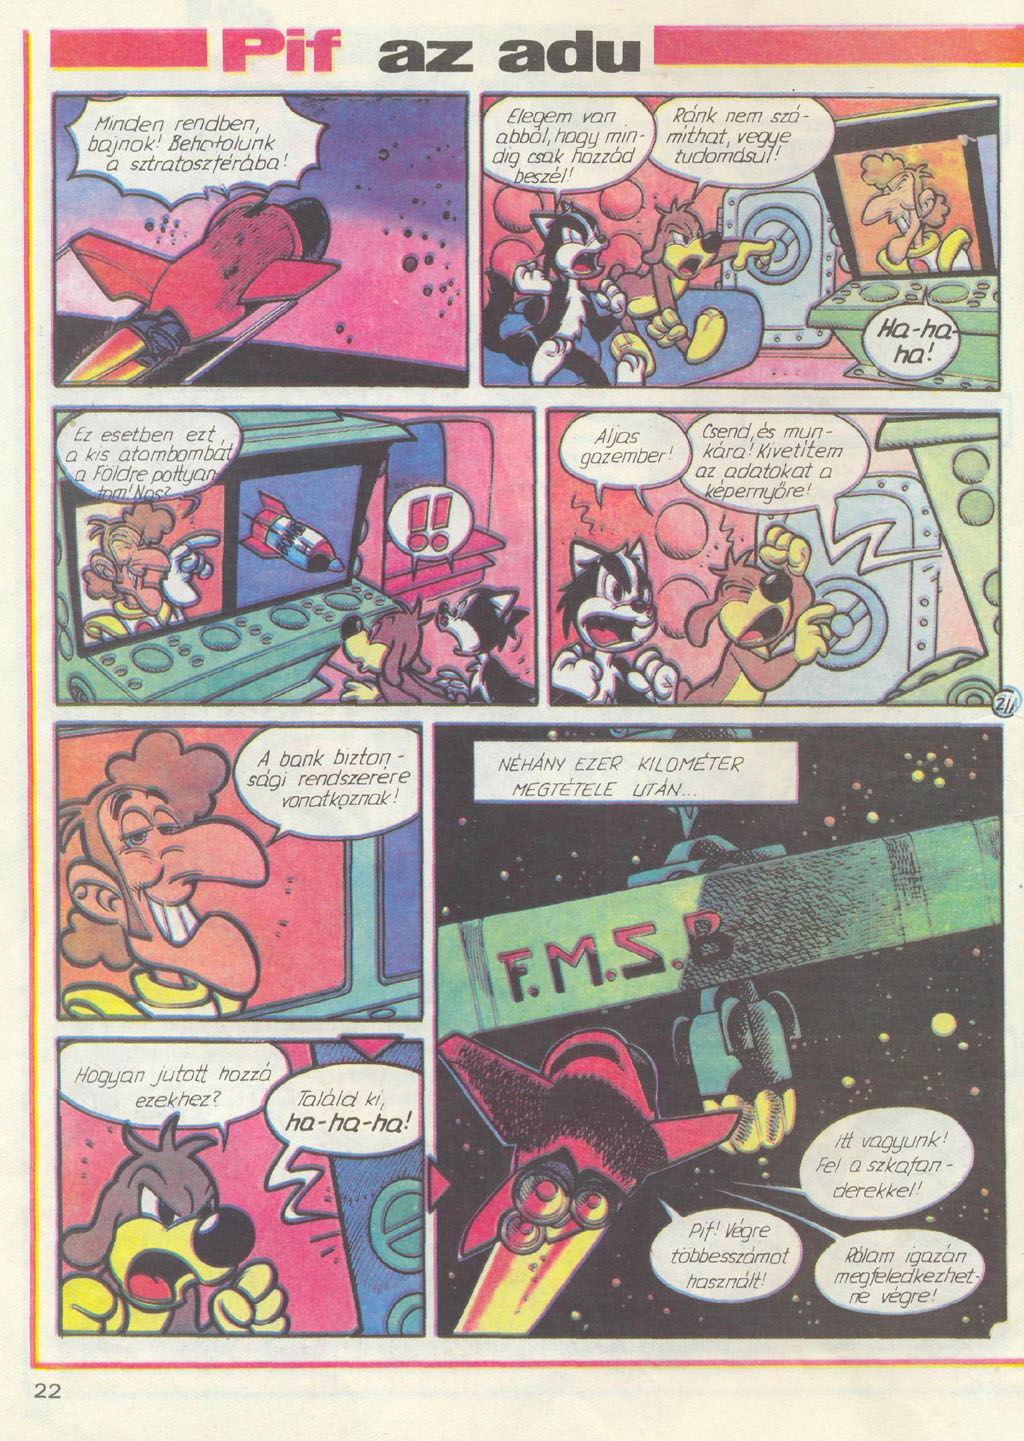 Pif az adu
Minden rendben,
bajnok! Behatolunk
a sztratoszférába!
Elegem van
abból, hogy min-
dig csak hozzád
beszél!
Ránk nem szá-
míthat, vegye
tudomásul!
Ha-ha-
ha!
Ez esetben ezt
a kis atombombát
a Földre pottyan-
tom! Nos?
!!
Aljas
gazember!
Csend, és mun-
kára! Kivetítem
az adatokat a
képernyőre!
A bank bizton-
sági rendszerére
vonatkoznak!
NÉHÁNY EZER KILOMÉTER
MEGTÉTELE UTÁN...
F.M.S.B.
Hogyan jutott hozzá
ezekhez?
Találd ki,
ha-ha-ha!
Itt vagyunk!
Fel a szkafan-
derekkel!
Pif! Végre
többesszámot
használt!
Rólam igazán
megfeledkezhet-
ne végre!
22